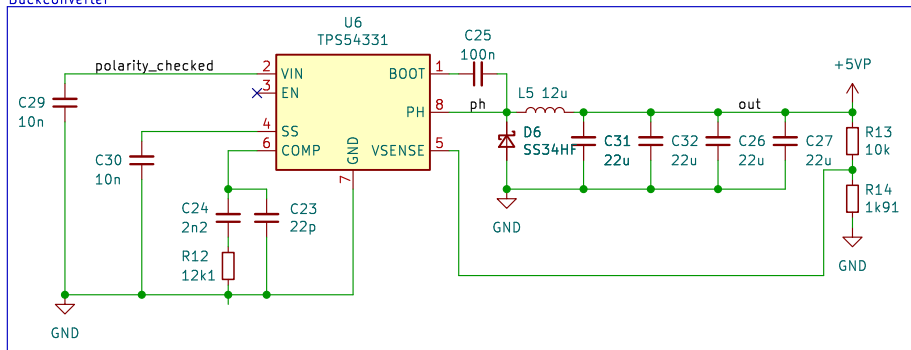 Buckconverter
U6
TPS54331
polarity_checked
2
VIN
BOOT
1
C25
100n
+5VP
3
EN
C29
10n
PH
8
ph
L5 12u
out
4
SS
D6
SS34HF
C31
22u
C32
22u
C26
22u
C27
22u
R13
10k
C30
10n
6
COMP
GND
7
VSENSE
5
R14
1k91
C24
2n2
C23
22p
GND
GND
R12
12k1
GND